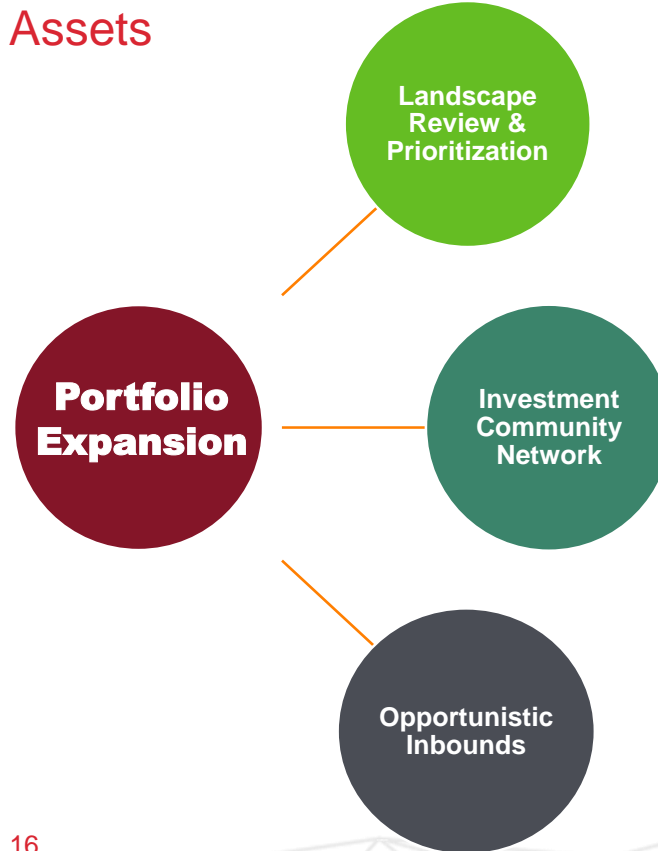 Assets
Landscape
Review &
Prioritization
Portfolio
Expansion
Investment
Community
Network
Opportunistic
Inbounds
16